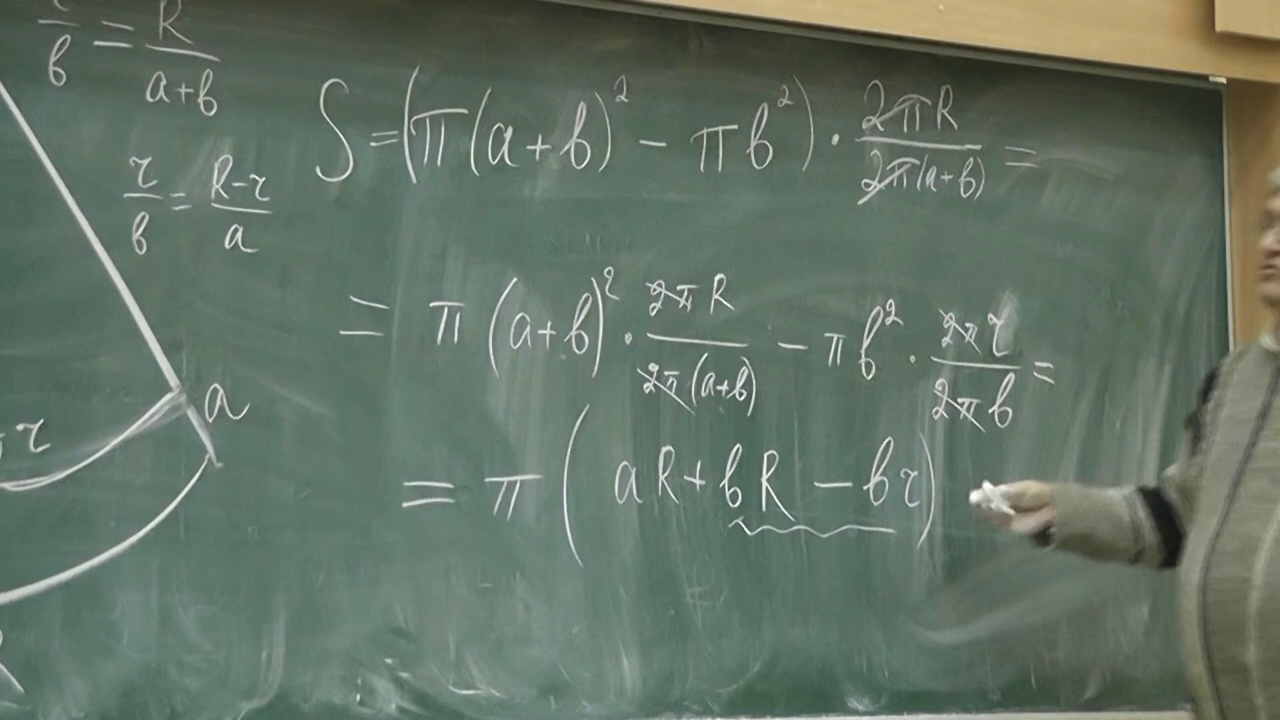 r/b = R/(a+b)
r/b = (R-r)/a
S = (π(a+b)² - πb²) · 2πR/2π(a+b) =
= π(a+b)² · 2πR/2π(a+b) - πb² · 2πr/2πb =
= π(aR + bR - br)
a
r